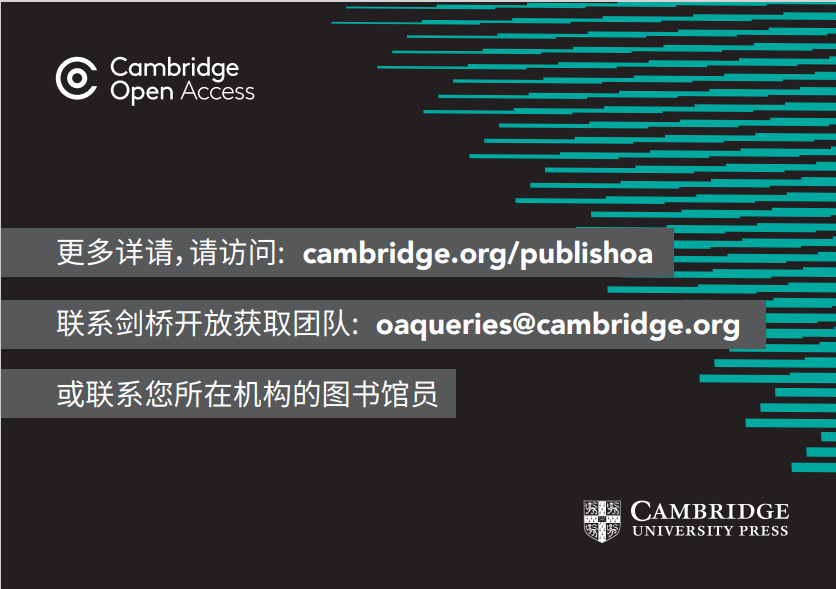 Cambridge
Open Access
更多详请，请访问： cambridge.org/publishoa
联系剑桥开放获取团队： oaqueries@cambridge.org
或联系您所在机构的图书馆员
CAMBRIDGE
UNIVERSITY PRESS